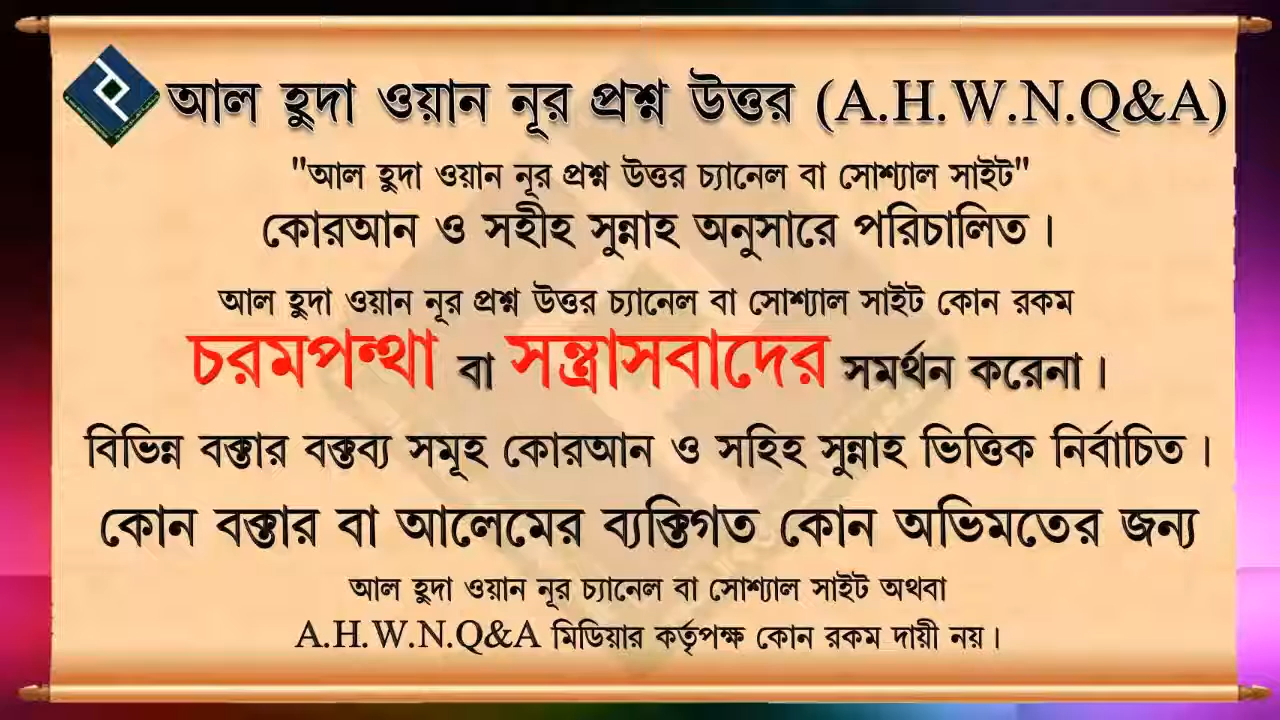 আল হুদা ওয়ান নূর প্রশ্ন উত্তর (A.H.W.N.Q&A)
"আল হুদা ওয়ান নূর প্রশ্ন উত্তর চ্যানেল বা সোশ্যাল সাইট"
কোরআন ও সহীহ সুন্নাহ অনুসারে পরিচালিত।
আল হুদা ওয়ান নূর প্রশ্ন উত্তর চ্যানেল বা সোশ্যাল সাইট কোন রকম
চরমপন্থা বা সন্ত্রাসবাদের সমর্থন করেনা।
বিভিন্ন বক্তার বক্তব্য সমূহ কোরআন ও সহিহ সুন্নাহ ভিত্তিক নির্বাচিত।
কোন বক্তার বা আলেমের ব্যক্তিগত কোন অভিমতের জন্য
আল হুদা ওয়ান নূর চ্যানেল বা সোশ্যাল সাইট অথবা
A.H.W.N.Q&A মিডিয়ার কর্তৃপক্ষ কোন রকম দায়ী নয়।